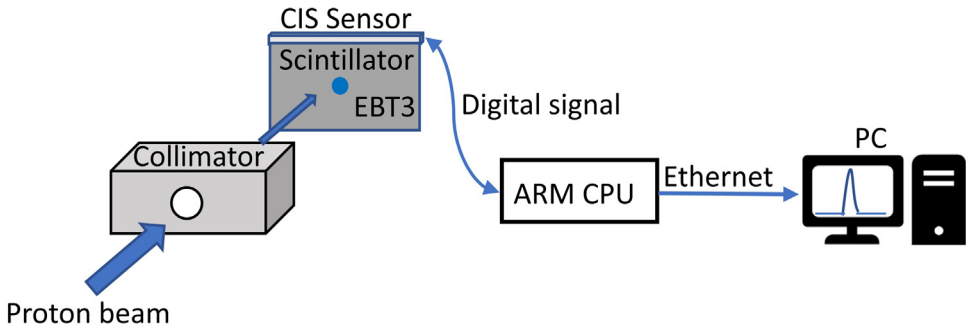 CIS Sensor
Scintillator
EBT3
Digital signal
Collimator
PC
Ethernet
ARM CPU
Proton beam